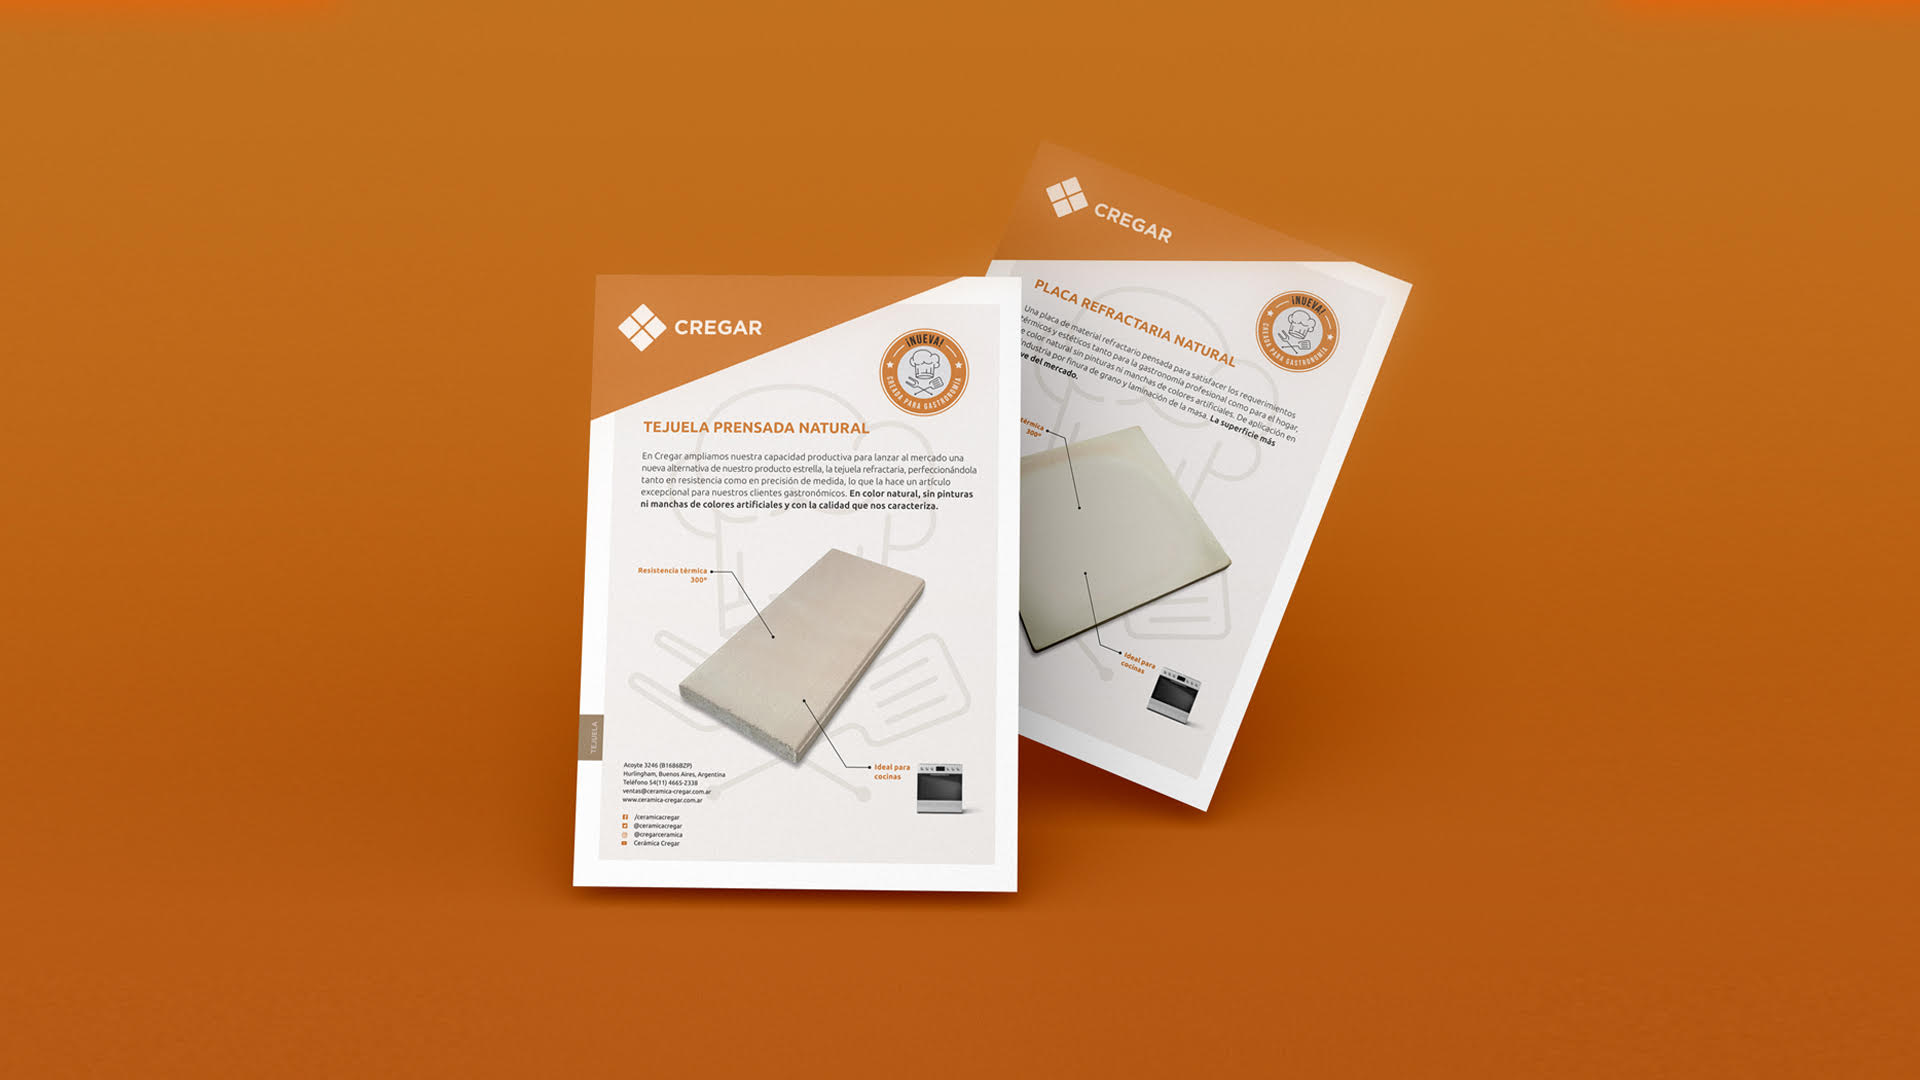 CREGAR
¡NUEVA!
CREADA PARA GASTRONOMÍA
TEJUELA PRENSADA NATURAL
En Cregar ampliamos nuestra capacidad productiva para lanzar al mercado una
nueva alternativa de nuestro producto estrella, la tejuela refractaria, perfeccionándola
tanto en resistencia como en precisión de medida, lo que la hace un artículo
excepcional para nuestros clientes gastronómicos. En color natural, sin pinturas
ni manchas de colores artificiales y con la calidad que nos caracteriza.
Resistencia térmica
300°
Ideal para
cocinas
TEJUELA
Acoyte 3246 (B1686BZP)
Hurlingham, Buenos Aires, Argentina
Teléfono 54(11) 4665-2338
ventas@ceramica-cregar.com.ar
www.ceramica-cregar.com.ar
/ceramicacregar
@ceramicacregar
@cregarceramica
Cerámica Cregar
CREGAR
¡NUEVA!
CREADA PARA GASTRONOMÍA
PLACA REFRACTARIA NATURAL
Una placa de material refractario pensada para satisfacer los requerimientos
térmicos y estéticos tanto para la gastronomía profesional como para el hogar,
color natural sin pinturas ni manchas de colores artificiales. De aplicación en
industria por finura de grano y laminación de la masa. La superficie más
del mercado.
térmica
300°
Ideal para
cocinas